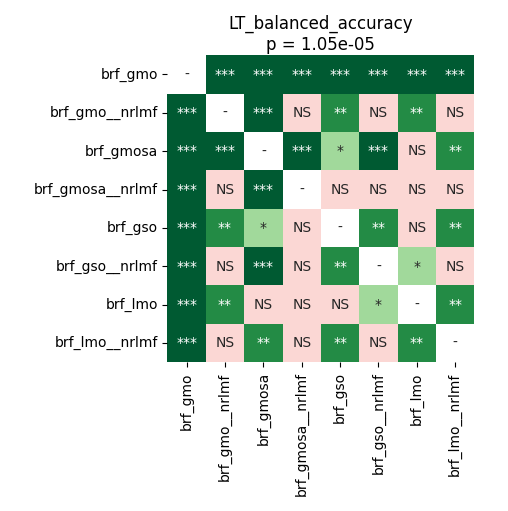 LT_balanced_accuracy
p = 1.05e-05
brf_gmo - *** *** *** *** *** *** ***
brf_gmo__nrlmf *** - *** NS ** NS ** NS
brf_gmosa *** *** - *** * *** NS **
brf_gmosa__nrlmf *** NS *** - NS NS NS NS
brf_gso *** ** * NS - ** NS **
brf_gso__nrlmf *** NS *** NS ** - * NS
brf_lmo *** ** NS NS NS * - **
brf_lmo__nrlmf *** NS ** NS ** NS ** -
brf_gmo
brf_gmo__nrlmf
brf_gmosa
brf_gmosa__nrlmf
brf_gso
brf_gso__nrlmf
brf_lmo
brf_lmo__nrlmf